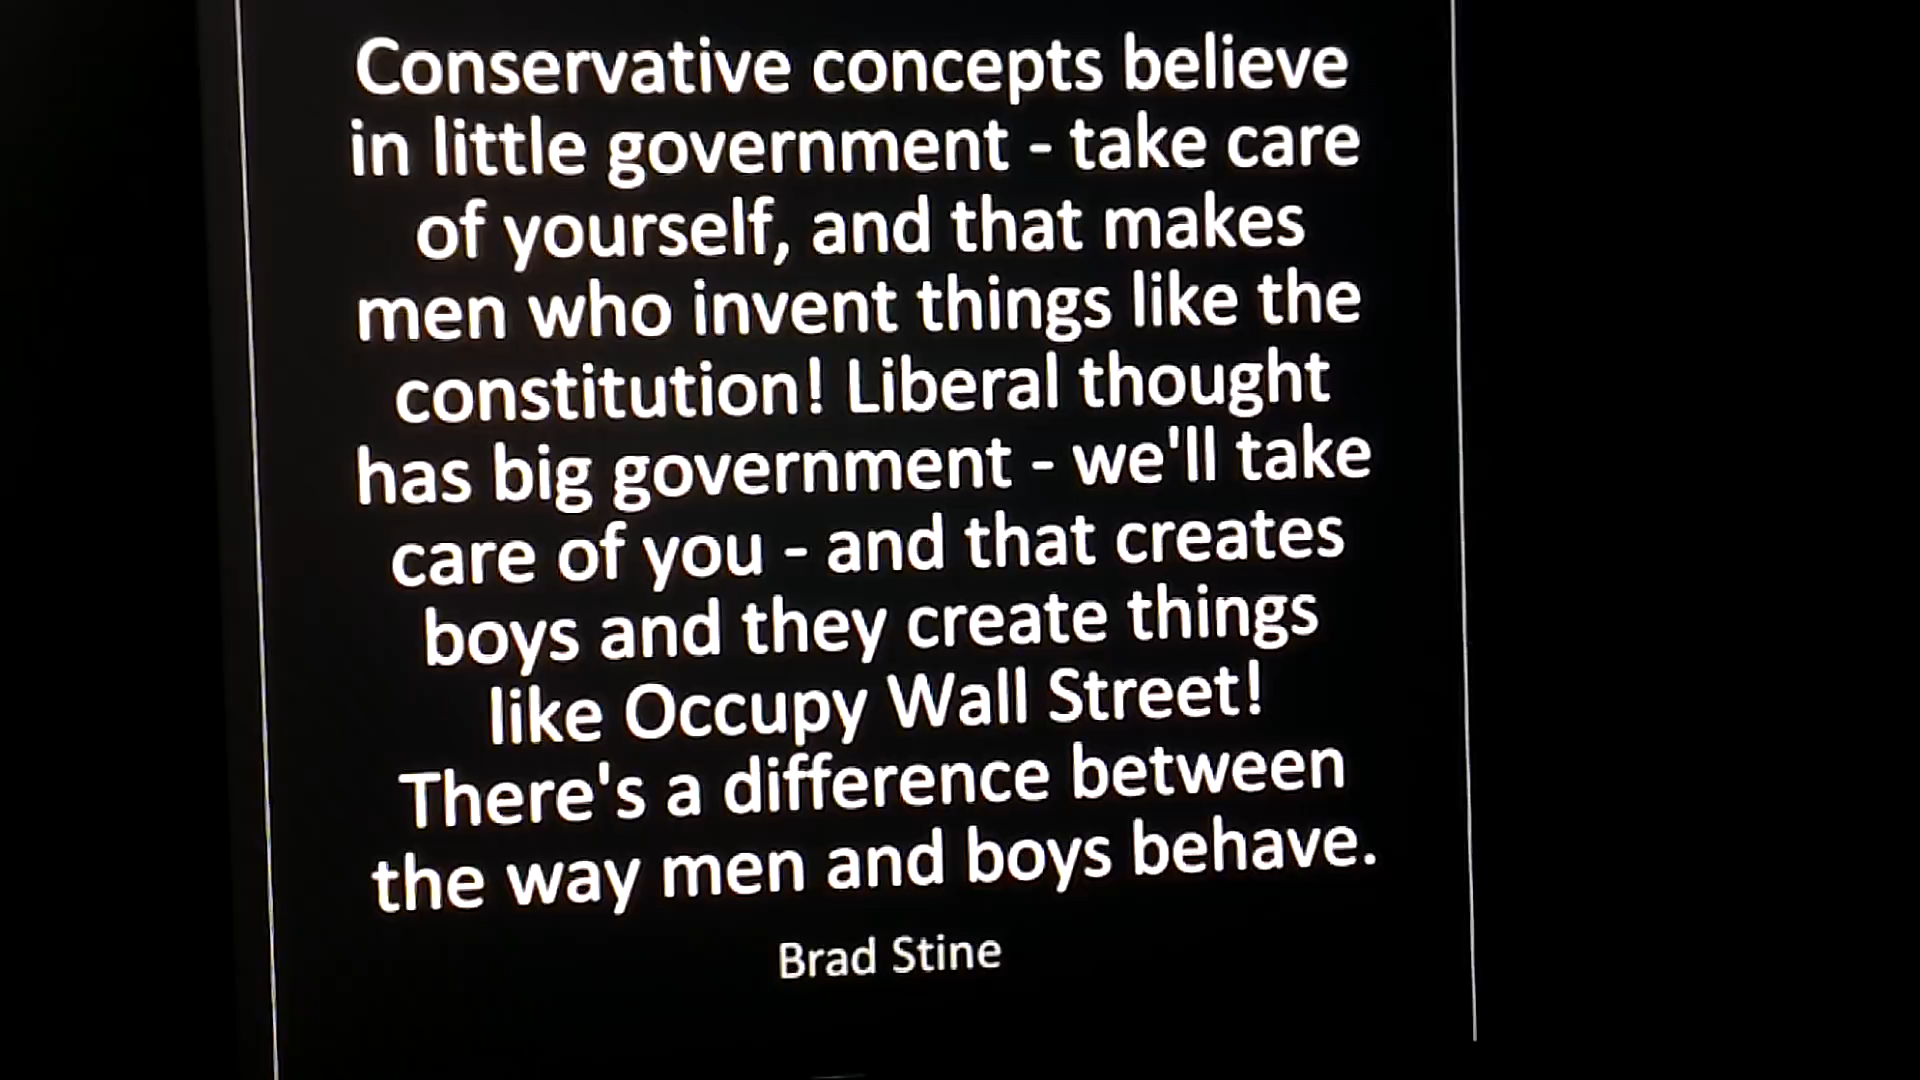 Conservative concepts believe
in little government - take care
of yourself, and that makes
men who invent things like the
constitution! Liberal thought
has big government - we'll take
care of you - and that creates
boys and they create things
like Occupy Wall Street!
There's a difference between
the way men and boys behave.
Brad Stine